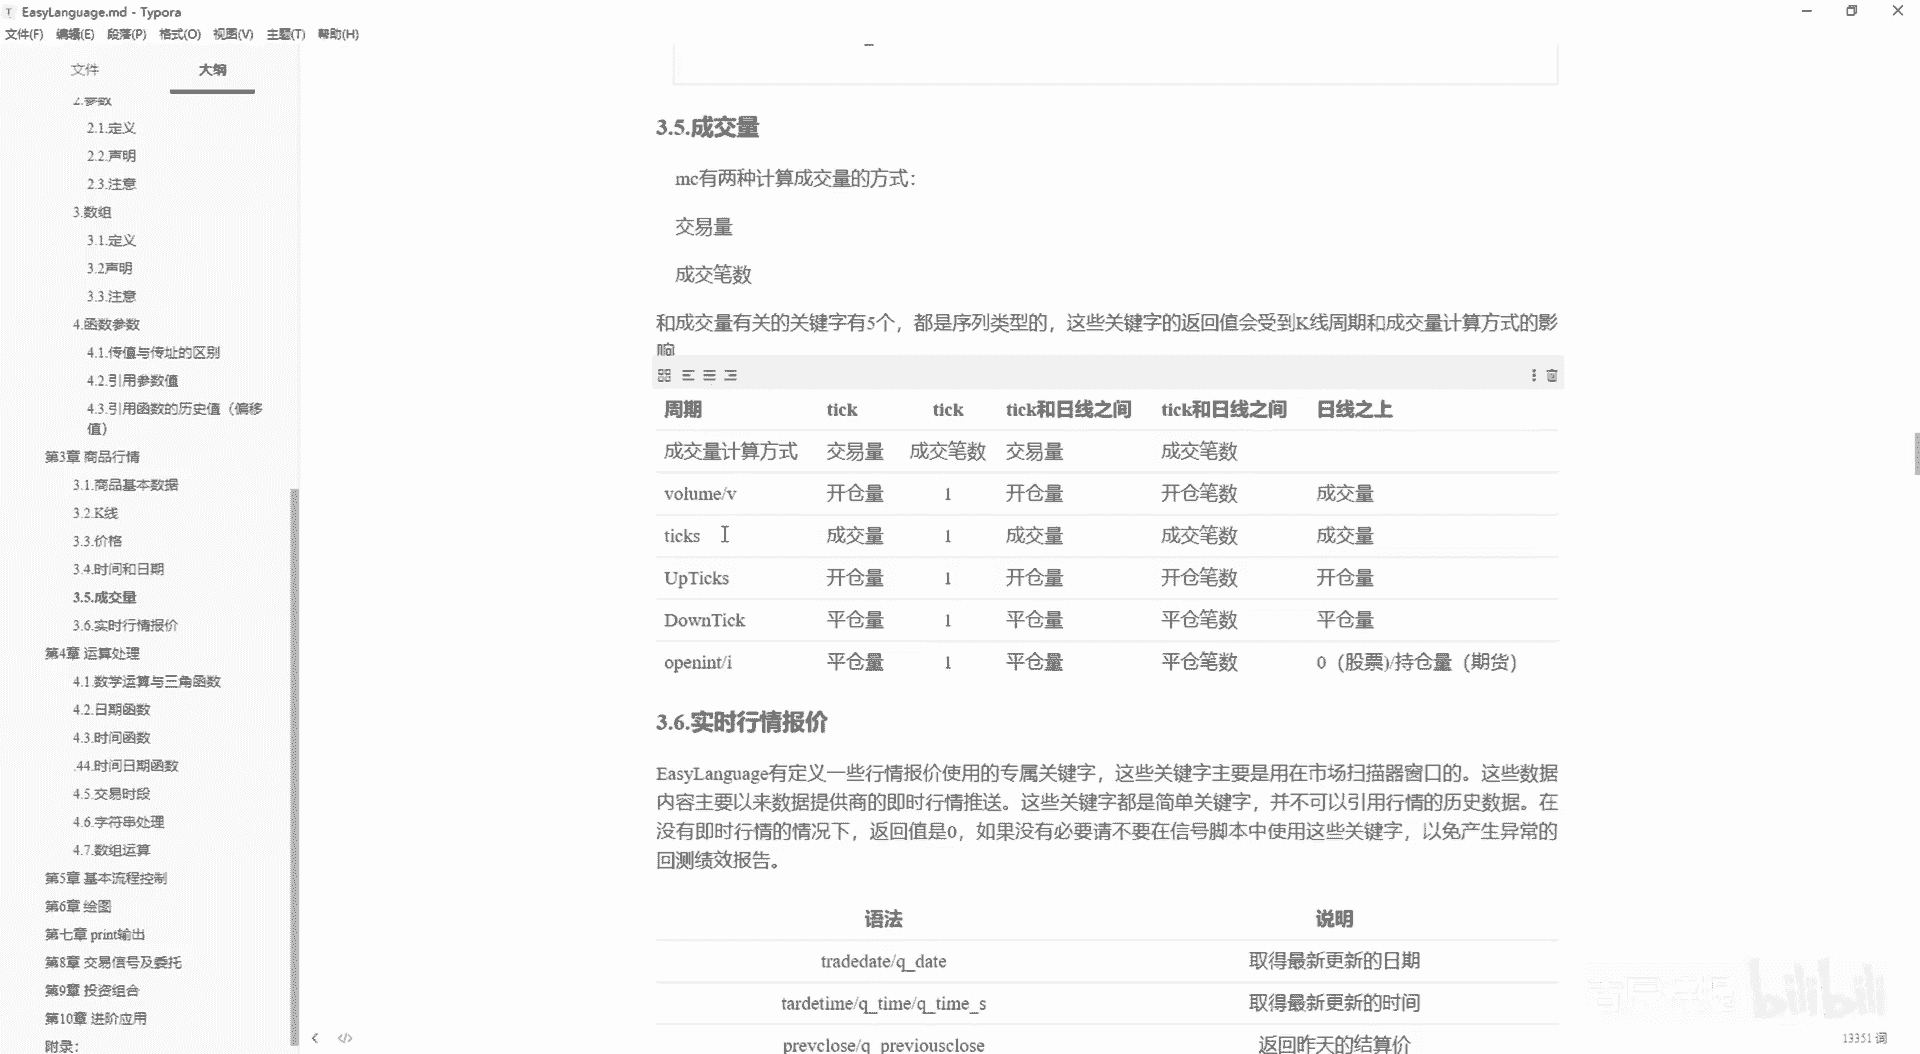 EasyLanguage.md - Typora
文件(F) 编辑(E) 段落(P) 格式(O) 视图(V) 主题(T) 帮助(H)
文件 大纲
2.参数
2.1.定义
2.2.声明
2.3.注意
3.数组
3.1.定义
3.2声明
3.3.注意
4.函数参数
4.1.传值与传址的区别
4.2.引用参数值
4.3.引用函数的历史值（偏移
值）
第3章 商品行情
3.1.商品基本数据
3.2.K线
3.3.价格
3.4.时间和日期
3.5.成交量
3.6.实时行情报价
第4章 运算处理
4.1.数学运算与三角函数
4.2.日期函数
4.3.时间函数
.44.时间日期函数
4.5.交易时段
4.6.字符串处理
4.7.数组运算
第5章 基本流程控制
第6章 绘图
第七章 print输出
第8章 交易信号及委托
第9章 投资组合
第10章 进阶应用
附录：
3.5.成交量
mc有两种计算成交量的方式：
交易量
成交笔数
和成交量有关的关键字有5个，都是序列类型的，这些关键字的返回值会受到K线周期和成交量计算方式的影
响
周期 tick tick tick和日线之间 tick和日线之间 日线之上
成交量计算方式 交易量 成交笔数 交易量 成交笔数
volume/v 开仓量 1 开仓量 开仓笔数 成交量
ticks 成交量 1 成交量 成交笔数 成交量
UpTicks 开仓量 1 开仓量 开仓笔数 开仓量
DownTick 平仓量 1 平仓量 平仓笔数 平仓量
openint/i 平仓量 1 平仓量 平仓笔数 0（股票)/持仓量（期货）
3.6.实时行情报价
EasyLanguage有定义一些行情报价使用的专属关键字，这些关键字主要是用在市场扫描器窗口的。这些数据
内容主要以来数据提供商的即时行情推送。这些关键字都是简单关键字，并不可以引用行情的历史数据。在
没有即时行情的情况下，返回值是0，如果没有必要请不要在信号脚本中使用这些关键字，以免产生异常的
回测绩效报告。
语法 说明
tradedate/q_date 取得最新更新的日期
tardetime/q_time/q_time_s 取得最新更新的时间
prevclose/q_previousclose 返回昨天的结算价
bilibili
13351 词